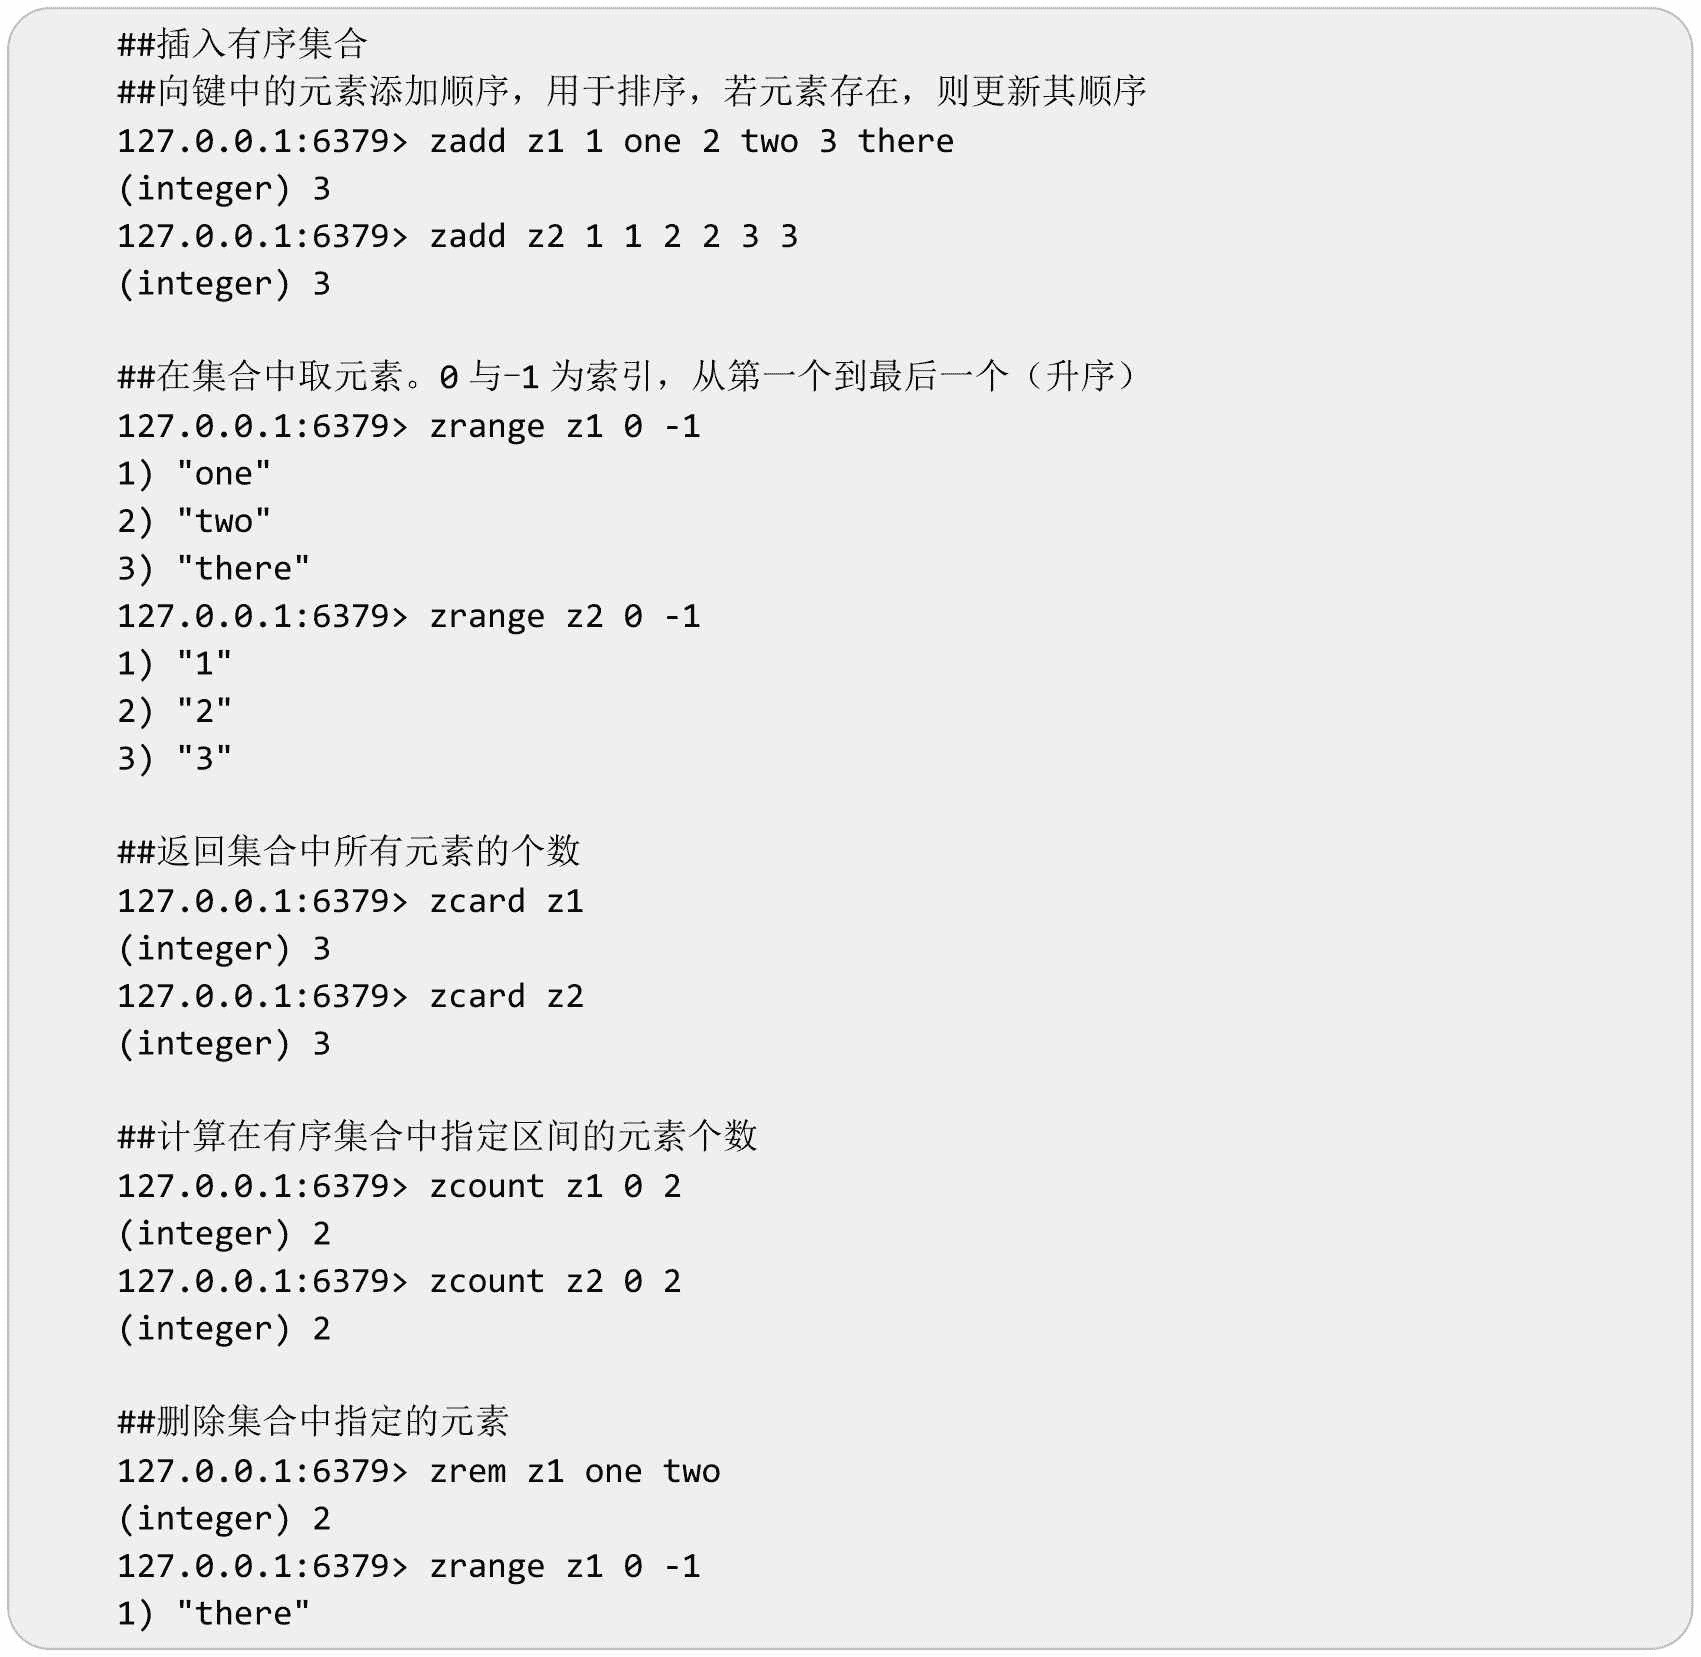 ##插入有序集合
##向键中的元素添加顺序，用于排序，若元素存在，则更新其顺序
127.0.0.1:6379> zadd z1 1 one 2 two 3 there
(integer) 3
127.0.0.1:6379> zadd z2 1 1 2 2 3 3
(integer) 3
##在集合中取元素。0 与-1 为索引，从第一个到最后一个（升序）
127.0.0.1:6379> zrange z1 0 -1
1) "one"
2) "two"
3) "there"
127.0.0.1:6379> zrange z2 0 -1
1) "1"
2) "2"
3) "3"
##返回集合中所有元素的个数
127.0.0.1:6379> zcard z1
(integer) 3
127.0.0.1:6379> zcard z2
(integer) 3
##计算在有序集合中指定区间的元素个数
127.0.0.1:6379> zcount z1 0 2
(integer) 2
127.0.0.1:6379> zcount z2 0 2
(integer) 2
##删除集合中指定的元素
127.0.0.1:6379> zrem z1 one two
(integer) 2
127.0.0.1:6379> zrange z1 0 -1
1) "there"